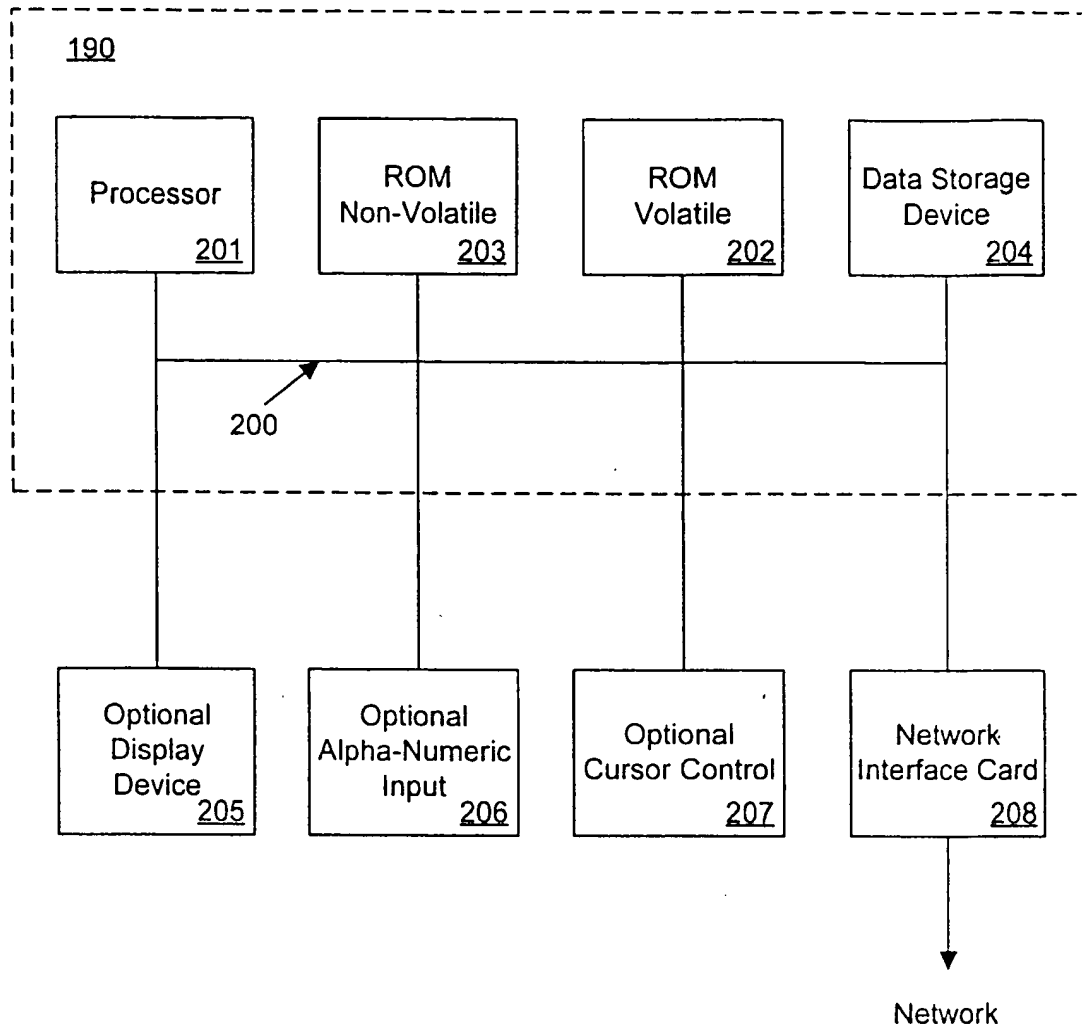 190
Processor
201
ROM
Non-Volatile
203
ROM
Volatile
202
Data Storage
Device
204
200
Optional
Display
Device
205
Optional
Alpha-Numeric
Input
206
Optional
Cursor Control
207
Network
Interface Card
208
Network